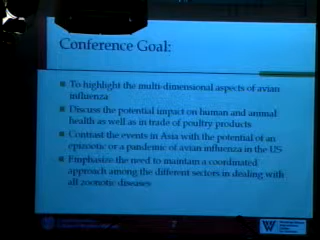 Conference Goal:
To highlight the multi-dimensional aspects of avian
influenza
Discuss the potential impact on human and animal
health as well as in trade of poultry products
Contrast the events in Asia with the potential of an
epizootic or a pandemic of avian influenza in the US
Emphasize the need to maintain a coordinated
approach among the different sectors in dealing with
all zoonotic diseases
7
W